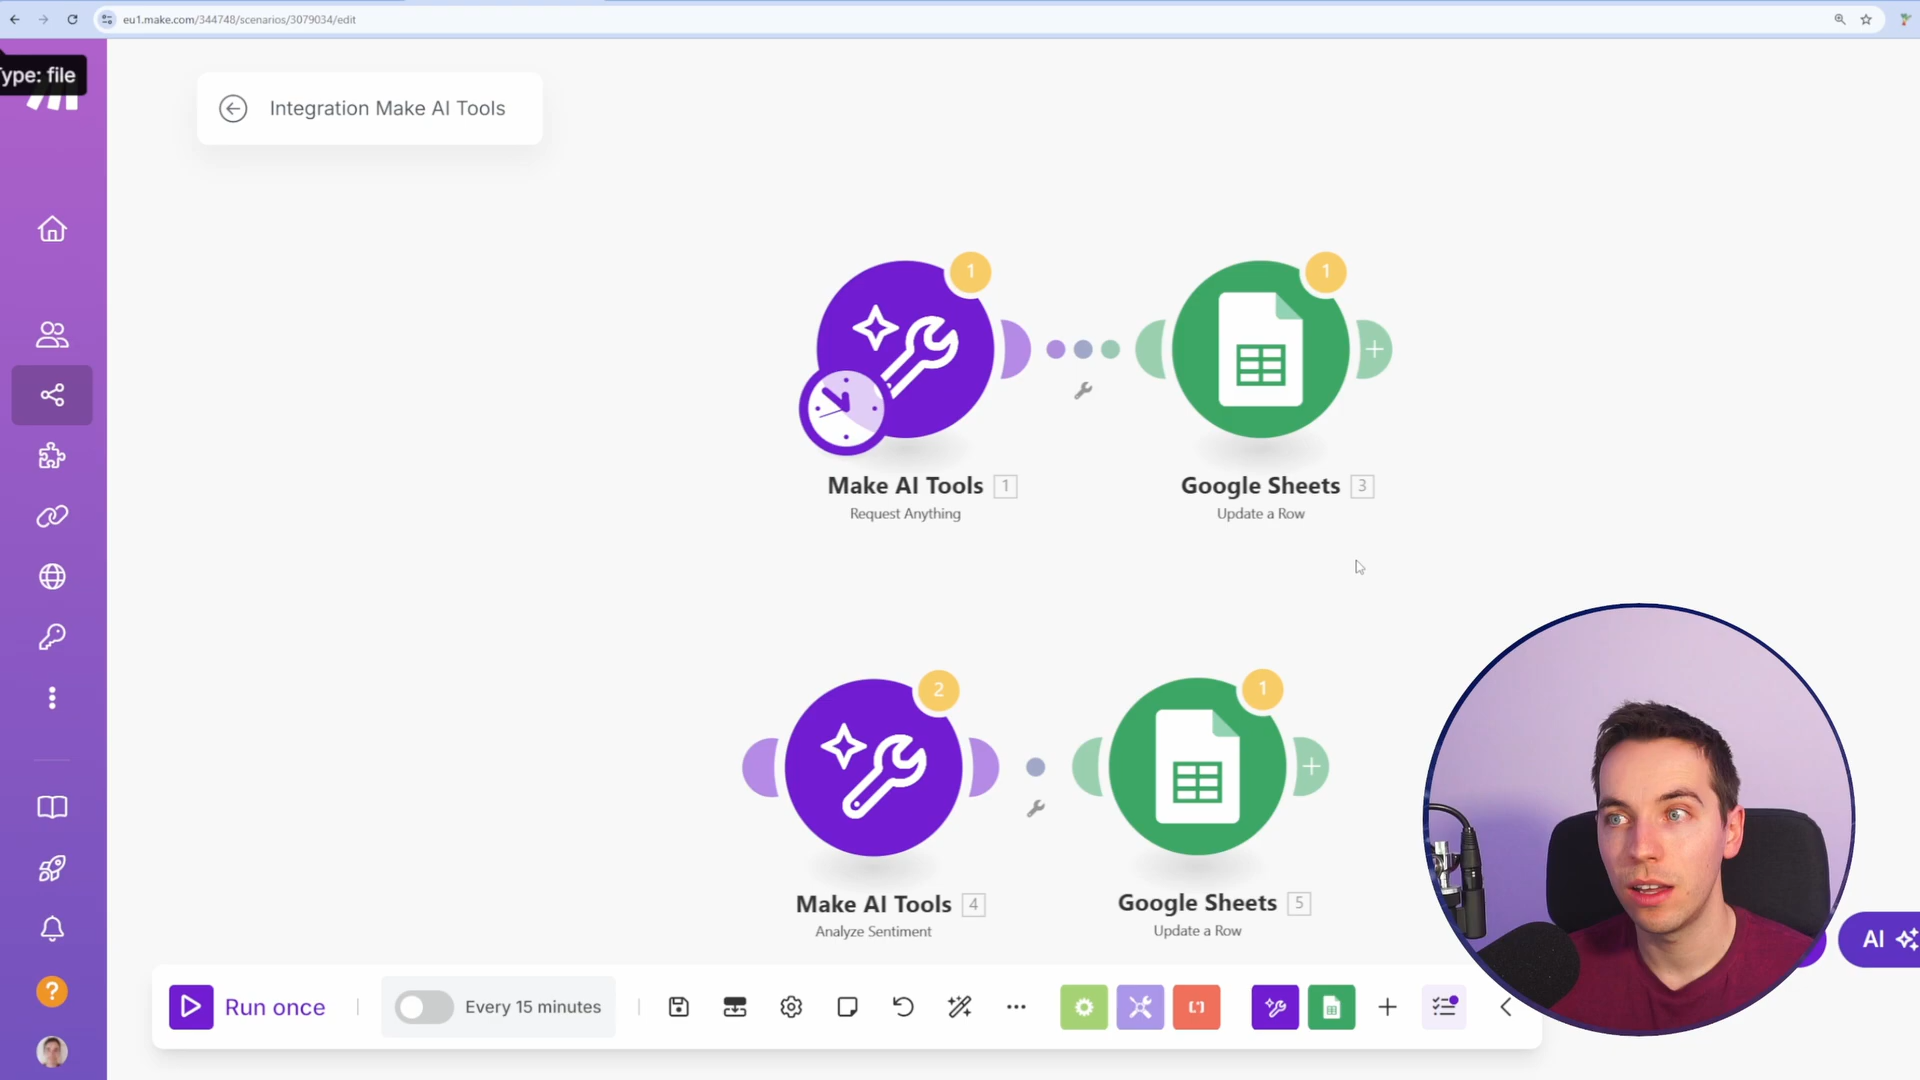 eu1.make.com/344748/scenarios/3079034/edit
Type: file
Integration Make AI Tools
1
1
Make AI Tools 1
Request Anything
Google Sheets 3
Update a Row
2
1
Make AI Tools 4
Analyze Sentiment
Google Sheets 5
Update a Row
AI
Run once
Every 15 minutes
?